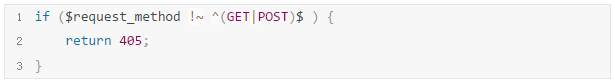 1 if ($request_method !~ ^(GET|POST)$ ) {
2     return 405;
3 }